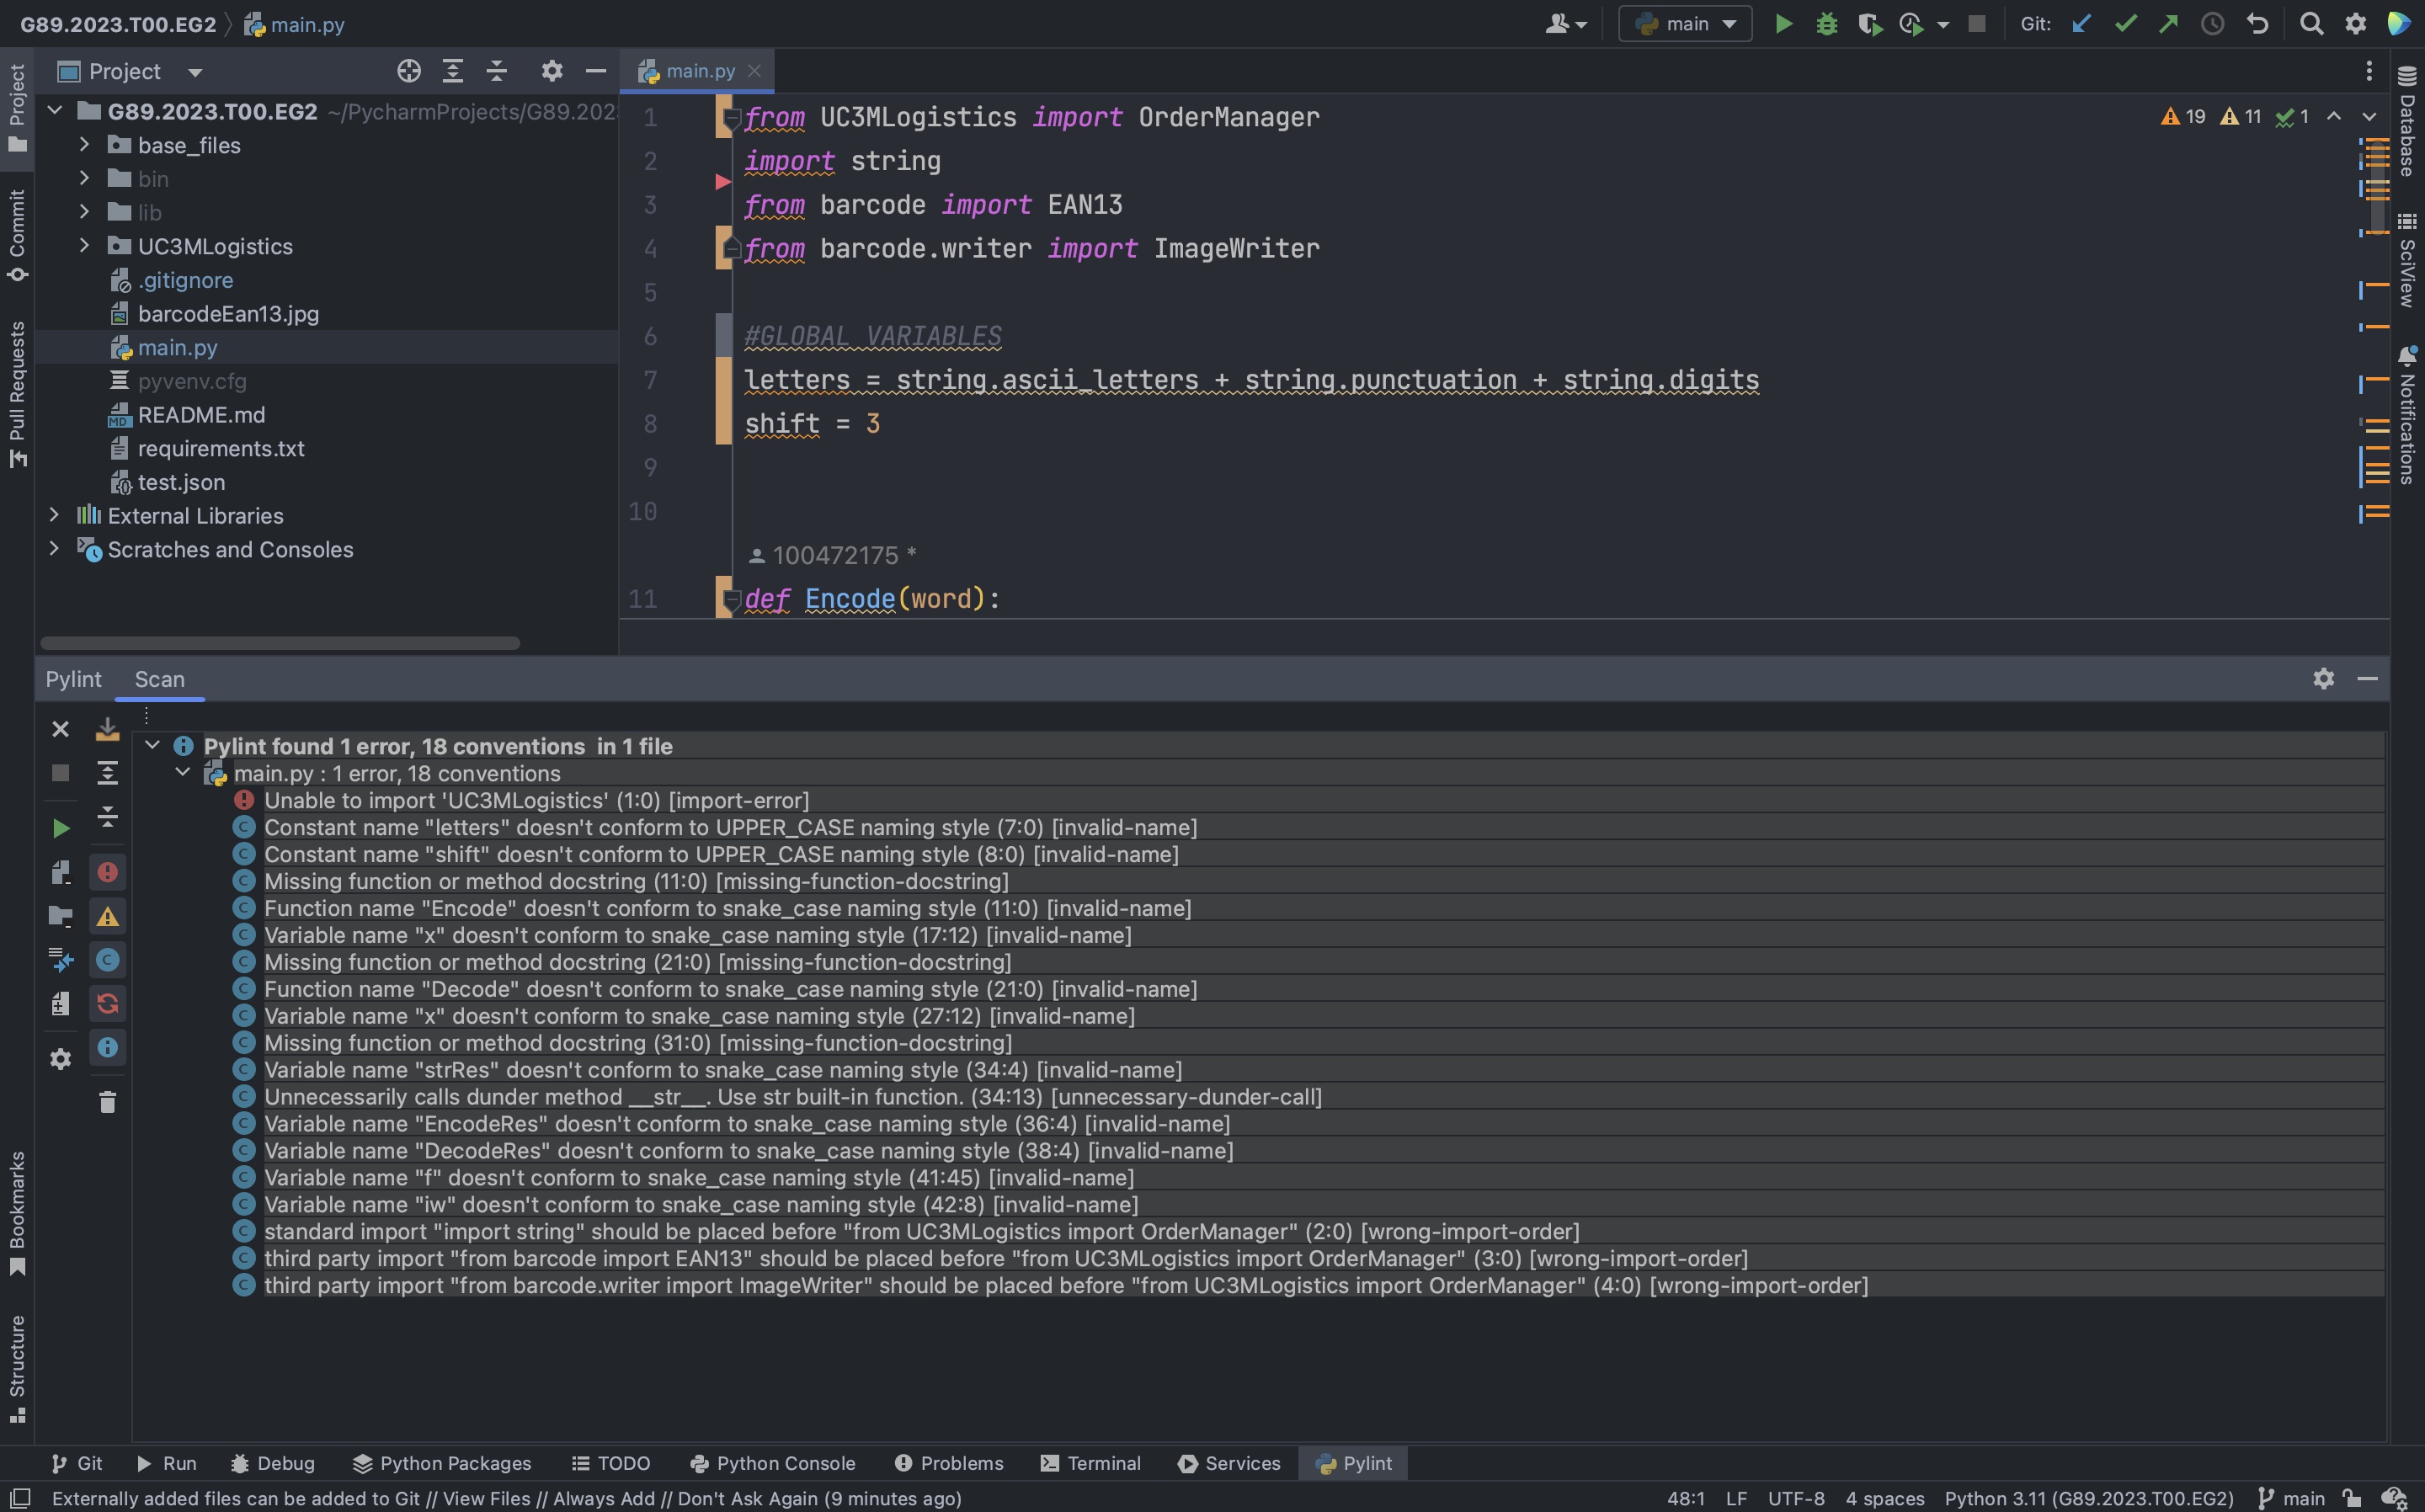 G89.2023.T00.EG2 main.py
main
Git:
Project
main.py
G89.2023.T00.EG2 ~/PycharmProjects/G89.202
base_files
bin
lib
UC3MLogistics
.gitignore
barcodeEan13.jpg
main.py
pyvenv.cfg
README.md
requirements.txt
test.json
External Libraries
Scratches and Consoles
Project
Commit
Pull Requests
Bookmarks
Structure
19 11 1
1 from UC3MLogistics import OrderManager
2 import string
3 from barcode import EAN13
4 from barcode.writer import ImageWriter
5
6 #GLOBAL VARIABLES
7 letters = string.ascii_letters + string.punctuation + string.digits
8 shift = 3
9
10
100472175 *
11 def Encode(word):
Database
SciView
Notifications
Pylint Scan
Pylint found 1 error, 18 conventions in 1 file
main.py : 1 error, 18 conventions
Unable to import 'UC3MLogistics' (1:0) [import-error]
Constant name "letters" doesn't conform to UPPER_CASE naming style (7:0) [invalid-name]
Constant name "shift" doesn't conform to UPPER_CASE naming style (8:0) [invalid-name]
Missing function or method docstring (11:0) [missing-function-docstring]
Function name "Encode" doesn't conform to snake_case naming style (11:0) [invalid-name]
Variable name "x" doesn't conform to snake_case naming style (17:12) [invalid-name]
Missing function or method docstring (21:0) [missing-function-docstring]
Function name "Decode" doesn't conform to snake_case naming style (21:0) [invalid-name]
Variable name "x" doesn't conform to snake_case naming style (27:12) [invalid-name]
Missing function or method docstring (31:0) [missing-function-docstring]
Variable name "strRes" doesn't conform to snake_case naming style (34:4) [invalid-name]
Unnecessarily calls dunder method __str__. Use str built-in function. (34:13) [unnecessary-dunder-call]
Variable name "EncodeRes" doesn't conform to snake_case naming style (36:4) [invalid-name]
Variable name "DecodeRes" doesn't conform to snake_case naming style (38:4) [invalid-name]
Variable name "f" doesn't conform to snake_case naming style (41:45) [invalid-name]
Variable name "iw" doesn't conform to snake_case naming style (42:8) [invalid-name]
standard import "import string" should be placed before "from UC3MLogistics import OrderManager" (2:0) [wrong-import-order]
third party import "from barcode import EAN13" should be placed before "from UC3MLogistics import OrderManager" (3:0) [wrong-import-order]
third party import "from barcode.writer import ImageWriter" should be placed before "from UC3MLogistics import OrderManager" (4:0) [wrong-import-order]
Git Run Debug Python Packages TODO Python Console Problems Terminal Services Pylint
Externally added files can be added to Git // View Files // Always Add // Don't Ask Again (9 minutes ago) 48:1 LF UTF-8 4 spaces Python 3.11 (G89.2023.T00.EG2) main